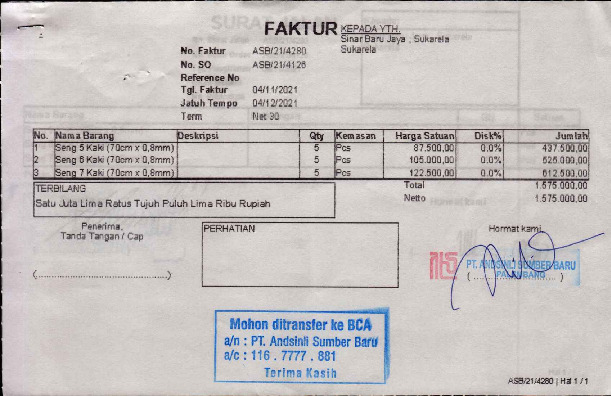 FAKTUR
KEPADA YTH.
Sinar Baru Jaya , Sukarela
Sukarela
No. Faktur ASB/21/4280
No. SO ASB/21/4126
Reference No
Tgl. Faktur 04/11/2021
Jatuh Tempo 04/12/2021
Term Net 30
No. Nama Barang Deskripsi Qty Kemasan Harga Satuan Disk% Jumlah
1 Seng 5 Kaki (70cm x 0,8mm) 5 Pcs 87.500,00 0.0% 437.500,00
2 Seng 6 Kaki (70cm x 0,8mm) 5 Pcs 105.000,00 0.0% 525.000,00
3 Seng 7 Kaki (70cm x 0,8mm) 5 Pcs 122.500,00 0.0% 612.500,00
Total 1.575.000,00
Netto 1.575.000,00
TERBILANG
Satu Juta Lima Ratus Tujuh Puluh Lima Ribu Rupiah
Penerima,
Tanda Tangan / Cap
(..............................)
PERHATIAN
Hormat kami,
PT. ANDSINLI SUMBER BARU
Mohon ditransfer ke BCA
a/n : PT. Andsinli Sumber Baru
a/c : 116 . 7777 . 881
Terima Kasih
ASB/21/4280 | Hal 1 / 1